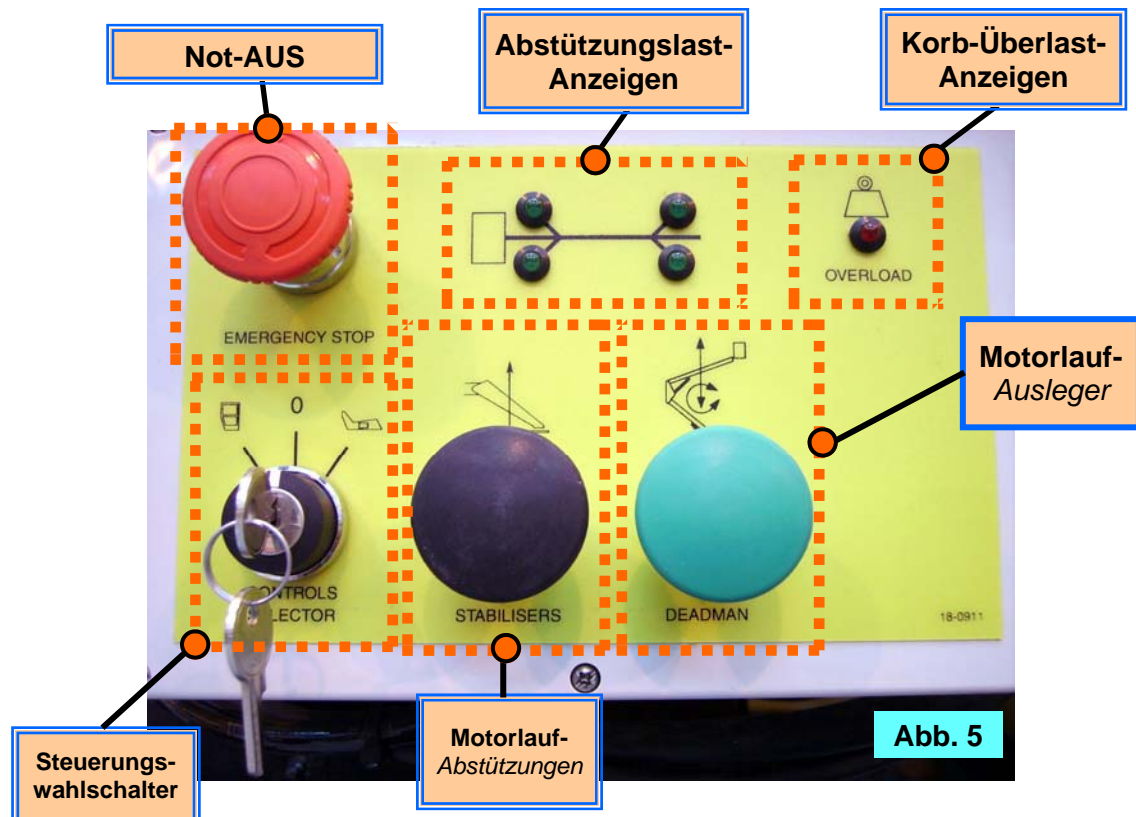 Not-AUS
Abstützungslast-
Anzeigen
Korb-Überlast-
Anzeigen
OVERLOAD
EMERGENCY STOP
Motorlauf-
Ausleger
0
CONTROLS
SELECTOR
STABILISERS
DEADMAN
18-0911
Steuerungs-
wahlschalter
Motorlauf-
Abstützungen
Abb. 5